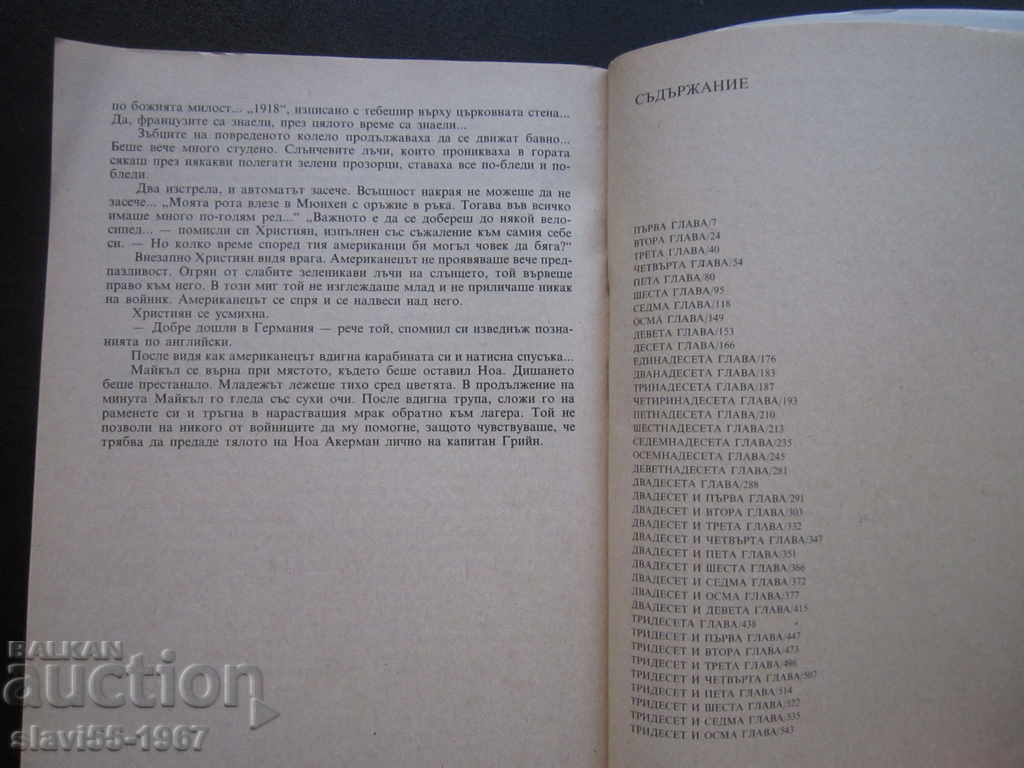 по божията милост... „1918“, изписано с тебешир върху църковната стена...
Да, французите са знаели, през цялото време са знаели...
Зъбците на повреденото колело продължаваха да се движат бавно...
Беше вече много студено. Слънчевите лъчи, които проникваха в гората
сякаш през някакви полегати зелени прозорци, ставаха все по-бледи и по-
бледи.
Два изстрела, и автоматът засече. Всъщност накрая не можеше да не
засече... „Моята рота влезе в Мюнхен с оръжие в ръка. Тогава във всичко
имаше много по-голям ред...“ „Важното е да се добереш до някой вело-
сипед... — помисли си Християн, изпълнен със съжаление към самия себе
си. — Но колко време според тия американци би могъл човек да бяга?“
Внезапно Християн видя врага. Американецът не проявяваше вече пред-
пазливост. Огрян от слабите зеленикави лъчи на слънцето, той вървеше
право към него. В този миг той не изглеждаше млад и не приличаше никак
на войник. Американецът се спря и се надвеси над него.
Християн се усмихна.
— Добре дошли в Германия — рече той, спомнил си изведнъж позна-
нията по английски.
После видя как американецът вдигна карабината си и натисна спусъка...
Майкъл се върна при мястото, където беше оставил Ноа. Дишането
беше престанало. Младежът лежеше тихо сред цветята. В продължение на
минута Майкъл го гледа със сухи очи. После вдигна трупа, сложи го на
раменете си и тръгна в нарастващия мрак обратно към лагера. Той не
позволи на никого от войниците да му помогне, защото чувствуваше, че
трябва да предаде тялото на Ноа Акерман лично на капитан Грийн.
СЪДЪРЖАНИЕ
ПЪРВА ГЛАВА/7
ВТОРА ГЛАВА/24
ТРЕТА ГЛАВА/40
ЧЕТВЪРТА ГЛАВА/54
ПЕТА ГЛАВА/80
ШЕСТА ГЛАВА/95
СЕДМА ГЛАВА/118
ОСМА ГЛАВА/149
ДЕВЕТА ГЛАВА/153
ДЕСЕТА ГЛАВА/166
ЕДИНАДЕСЕТА ГЛАВА/176
ДВАНАДЕСЕТА ГЛАВА/183
ТРИНАДЕСЕТА ГЛАВА/187
ЧЕТИРИНАДЕСЕТА ГЛАВА/193
ПЕТНАДЕСЕТА ГЛАВА/210
ШЕСТНАДЕСЕТА ГЛАВА/213
СЕДЕМНАДЕСЕТА ГЛАВА/235
ОСЕМНАДЕСЕТА ГЛАВА/245
ДЕВЕТНАДЕСЕТА ГЛАВА/281
ДВАДЕСЕТА ГЛАВА/288
ДВАДЕСЕТ И ПЪРВА ГЛАВА/291
ДВАДЕСЕТ И ВТОРА ГЛАВА/303
ДВАДЕСЕТ И ТРЕТА ГЛАВА/332
ДВАДЕСЕТ И ЧЕТВЪРТА ГЛАВА/347
ДВАДЕСЕТ И ПЕТА ГЛАВА/351
ДВАДЕСЕТ И ШЕСТА ГЛАВА/366
ДВАДЕСЕТ И СЕДМА ГЛАВА/372
ДВАДЕСЕТ И ОСМА ГЛАВА/377
ДВАДЕСЕТ И ДЕВЕТА ГЛАВА/415
ТРИДЕСЕТА ГЛАВА/438
ТРИДЕСЕТ И ПЪРВА ГЛАВА/447
ТРИДЕСЕТ И ВТОРА ГЛАВА/473
ТРИДЕСЕТ И ТРЕТА ГЛАВА/496
ТРИДЕСЕТ И ЧЕТВЪРТА ГЛАВА/507
ТРИДЕСЕТ И ПЕТА ГЛАВА/514
ТРИДЕСЕТ И ШЕСТА ГЛАВА/522
ТРИДЕСЕТ И СЕДМА ГЛАВА/535
ТРИДЕСЕТ И ОСМА ГЛАВА/543
BALKAN
auction
slavi55-1967